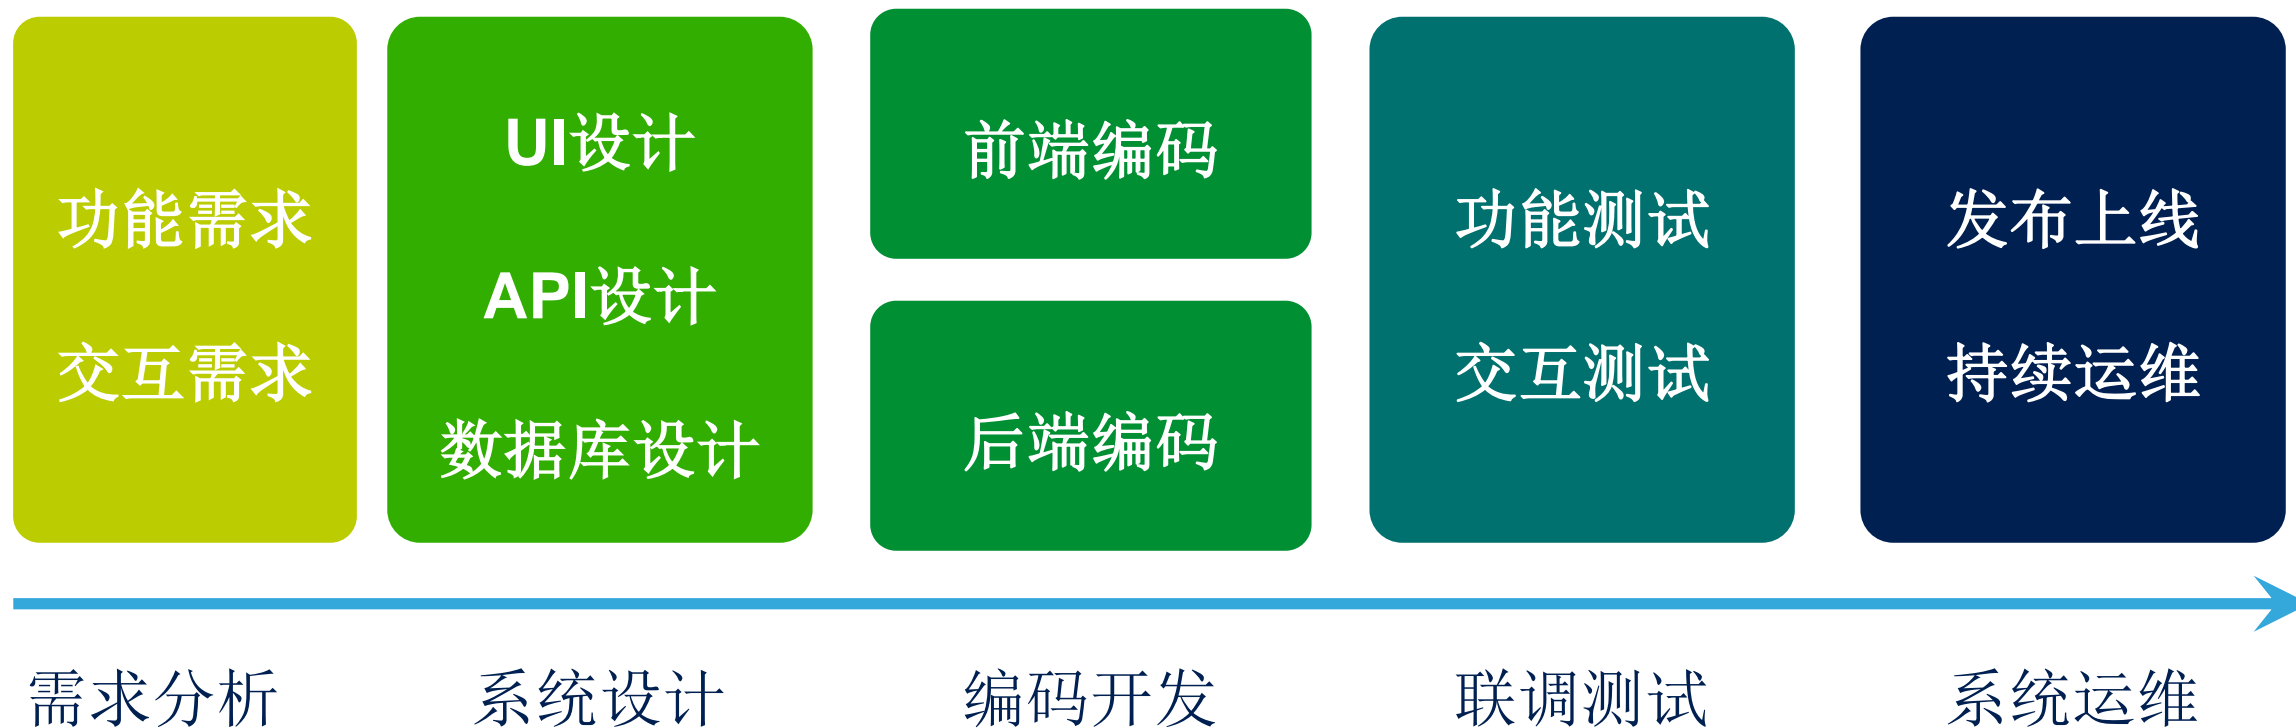 功能需求
交互需求
UI设计
API设计
数据库设计
前端编码
后端编码
功能测试
交互测试
发布上线
持续运维
需求分析
系统设计
编码开发
联调测试
系统运维